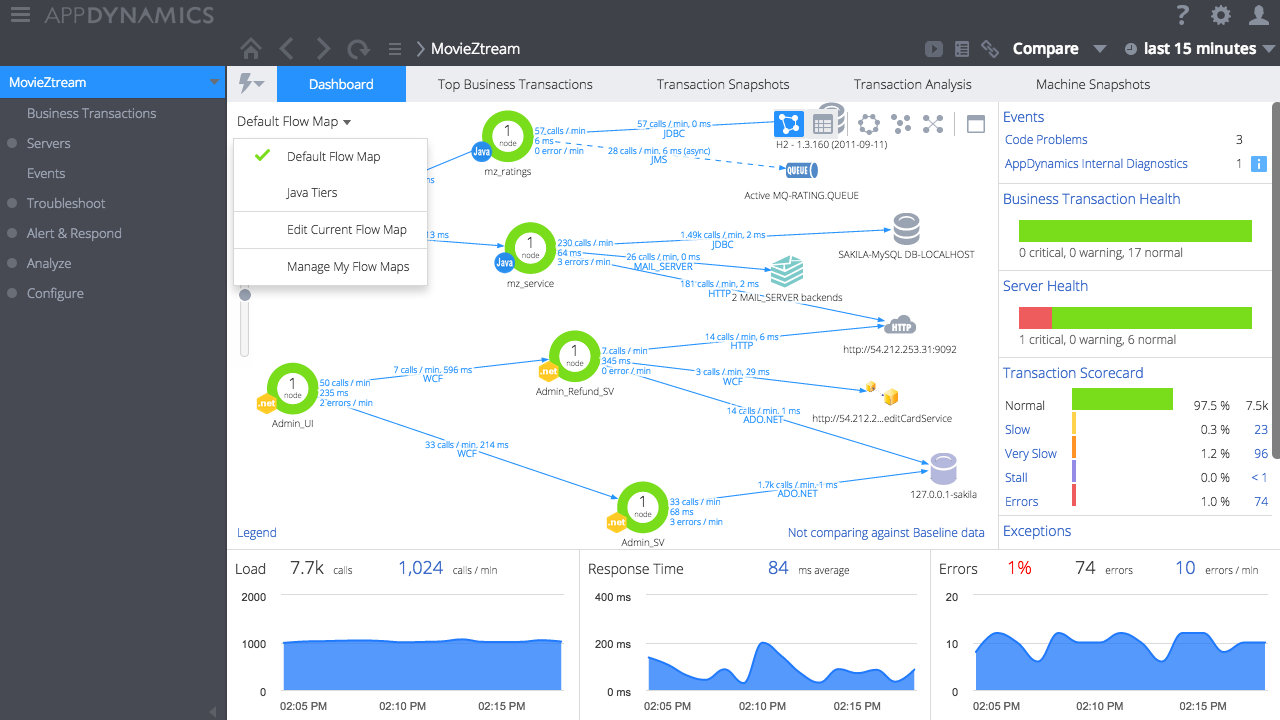 APPDYNAMICS
MovieZtream
Compare
last 15 minutes
MovieZtream
Business Transactions
Servers
Events
Troubleshoot
Alert & Respond
Analyze
Configure
Dashboard
Top Business Transactions
Transaction Snapshots
Transaction Analysis
Machine Snapshots
Default Flow Map
Default Flow Map
Java Tiers
Edit Current Flow Map
Manage My Flow Maps
ms
13 ms
1
node
Java
mz_ratings
57 calls / min
6 ms
0 error / min
57 calls / min, 0 ms
JDBC
28 calls / min, 6 ms (async)
JMS
H2 - 1.3.160 (2011-09-11)
QUEUE
Active MQ-RATING.QUEUE
1
node
Java
mz_service
230 calls / min
64 ms
3 errors / min
1.49k calls / min, 2 ms
JDBC
26 calls / min, 0 ms
MAIL_SERVER
181 calls / min, 2 ms
HTTP
SAKILA-MySQL DB-LOCALHOST
2 MAIL_SERVER backends
HTTP
http://54.212.253.31:9092
1
node
.net
Admin_UI
50 calls / min
235 ms
2 errors / min
7 calls / min, 596 ms
WCF
33 calls / min, 214 ms
WCF
1
node
.net
Admin_Refund_SV
7 calls / min
345 ms
0 error / min
14 calls / min, 6 ms
HTTP
3 calls / min, 29 ms
WCF
14 calls / min, 1 ms
ADO.NET
http://54.212.2...editCardService
1
node
.net
Admin_SV
33 calls / min
68 ms
3 errors / min
1.7k calls / min, 1 ms
ADO.NET
127.0.0.1-sakila
Legend
Not comparing against Baseline data
Events
Code Problems 3
AppDynamics Internal Diagnostics 1
Business Transaction Health
0 critical, 0 warning, 17 normal
Server Health
1 critical, 0 warning, 6 normal
Transaction Scorecard
Normal 97.5 % 7.5k
Slow 0.3 % 23
Very Slow 1.2 % 96
Stall 0.0 % < 1
Errors 1.0 % 74
Exceptions
Load 7.7k calls 1,024 calls / min
2000
1000
0
02:05 PM 02:10 PM 02:15 PM
Response Time 84 ms average
400 ms
200 ms
0 ms
02:05 PM 02:10 PM 02:15 PM
Errors 1% 74 errors 10 errors / min
20
10
0
02:05 PM 02:10 PM 02:15 PM